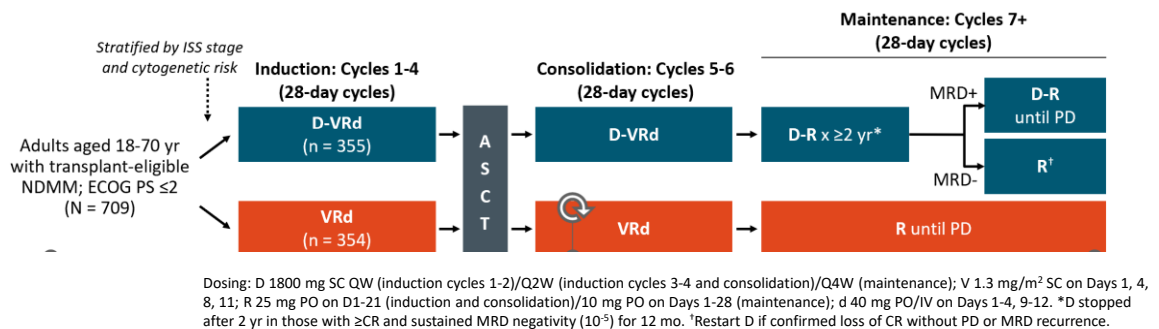 Stratified by ISS stage
and cytogenetic risk
Adults aged 18-70 yr
with transplant-eligible
NDMM; ECOG PS ≤2
(N = 709)
Induction: Cycles 1-4
(28-day cycles)
D-VRd
(n = 355)
VRd
(n = 354)
A
S
C
T
Consolidation: Cycles 5-6
(28-day cycles)
D-VRd
VRd
Maintenance: Cycles 7+
(28-day cycles)
D-R x ≥2 yr*
MRD+
D-R
until PD
MRD-
R†
R until PD
Dosing: D 1800 mg SC QW (induction cycles 1-2)/Q2W (induction cycles 3-4 and consolidation)/Q4W (maintenance); V 1.3 mg/m² SC on Days 1, 4,
8, 11; R 25 mg PO on D1-21 (induction and consolidation)/10 mg PO on Days 1-28 (maintenance); d 40 mg PO/IV on Days 1-4, 9-12. *D stopped
after 2 yr in those with ≥CR and sustained MRD negativity (10⁻⁵) for 12 mo. †Restart D if confirmed loss of CR without PD or MRD recurrence.